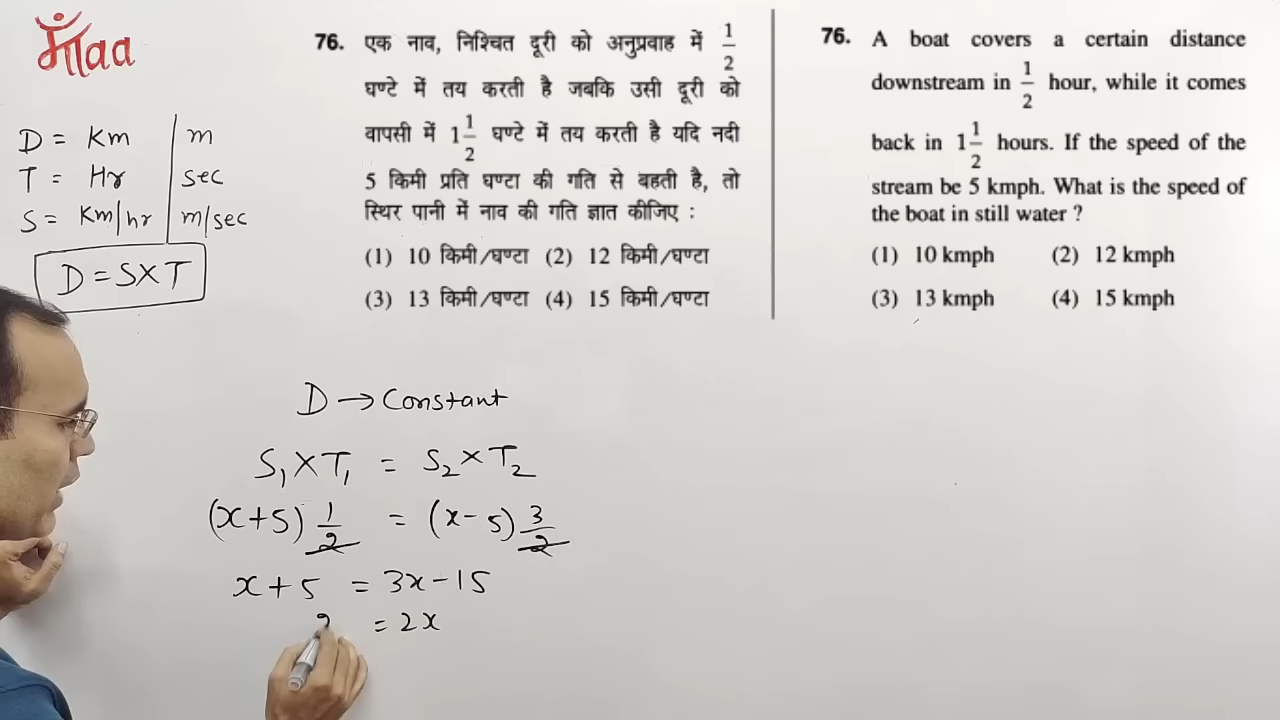 माँaa
D = Km | m
T = Hr | sec
S = Km/hr | m/sec
D = S×T
76. एक नाव, निश्चित दूरी को अनुप्रवाह में 1/2
घण्टे में तय करती है जबकि उसी दूरी को
वापसी में 1 1/2 घण्टे में तय करती है यदि नदी
5 किमी प्रति घण्टा की गति से बहती है, तो
स्थिर पानी में नाव की गति ज्ञात कीजिए :
(1) 10 किमी/घण्टा (2) 12 किमी/घण्टा
(3) 13 किमी/घण्टा (4) 15 किमी/घण्टा
76. A boat covers a certain distance
downstream in 1/2 hour, while it comes
back in 1 1/2 hours. If the speed of the
stream be 5 kmph. What is the speed of
the boat in still water ?
(1) 10 kmph (2) 12 kmph
(3) 13 kmph (4) 15 kmph
D → Constant
S₁×T₁ = S₂×T₂
(x+5) 1/2 = (x-5) 3/2
x+5 = 3x-15
= 2x